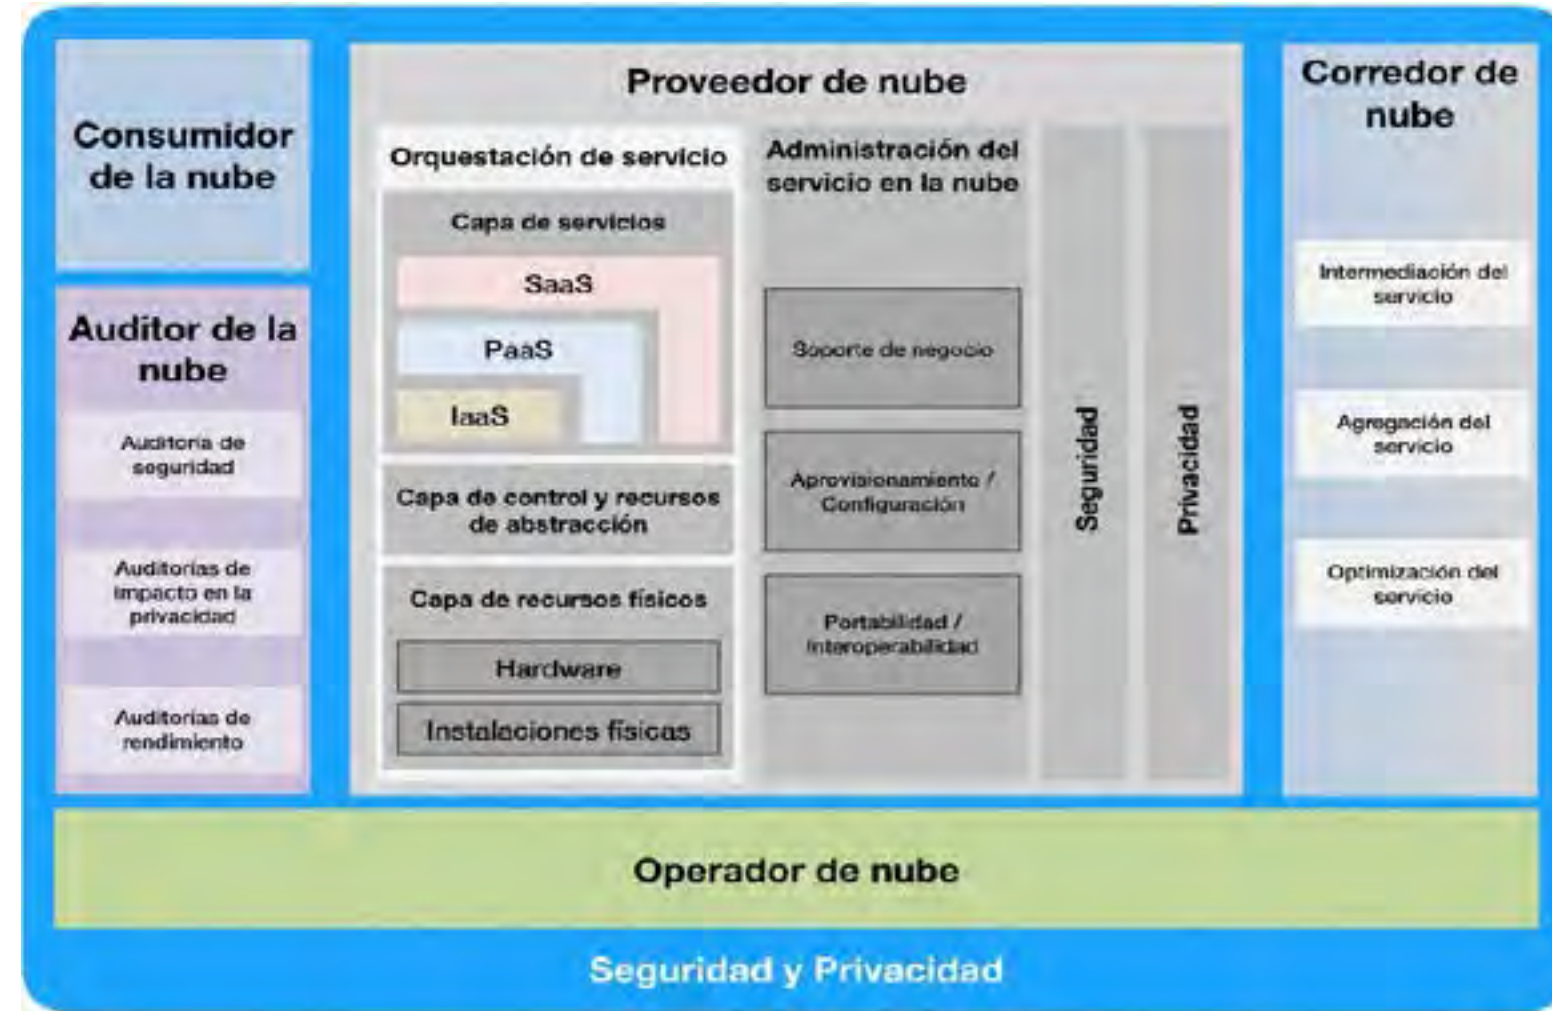 Consumidor
de la nube
Auditor de la
nube
Auditoria de
seguridad
Auditorias de
impacto en la
privacidad
Auditorias de
rendimiento
Proveedor de nube
Orquestación de servicio
Capa de servicios
SaaS
PaaS
IaaS
Capa de control y recursos
de abstracción
Capa de recursos físicos
Hardware
Instalaciones físicas
Administración del
servicio en la nube
Soporte de negocio
Aprovisionamiento /
Configuración
Portabilidad /
Interoperabilidad
Seguridad
Privacidad
Corredor de
nube
Intermediación del
servicio
Agregación del
servicio
Optimización del
servicio
Operador de nube
Seguridad y Privacidad